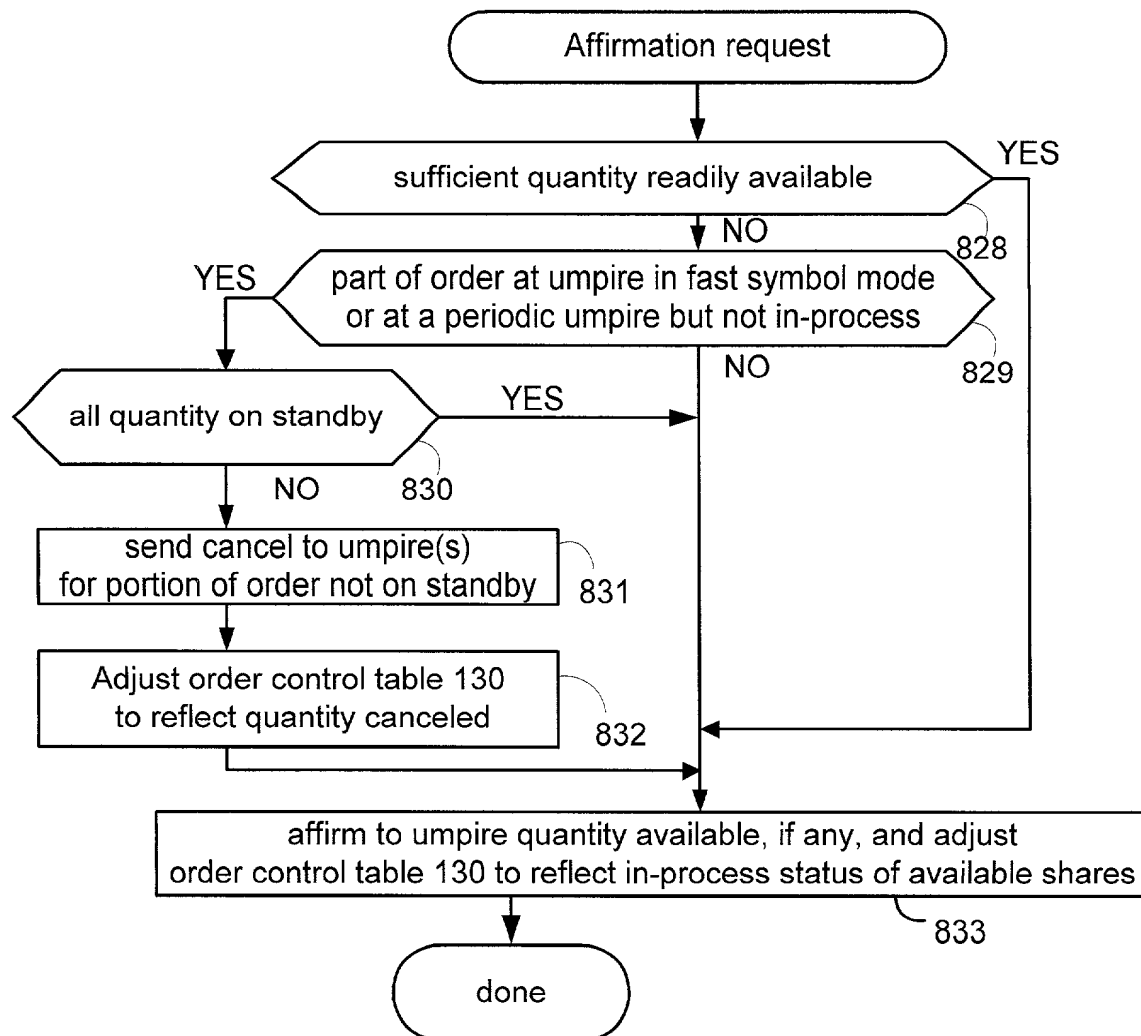 Affirmation request
YES
sufficient quantity readily available
828
NO
YES
part of order at umpire in fast symbol mode
or at a periodic umpire but not in-process
829
NO
all quantity on standby
YES
830
NO
send cancel to umpire(s)
for portion of order not on standby
831
Adjust order control table 130
to reflect quantity canceled
832
affirm to umpire quantity available, if any, and adjust
order control table 130 to reflect in-process status of available shares
833
done